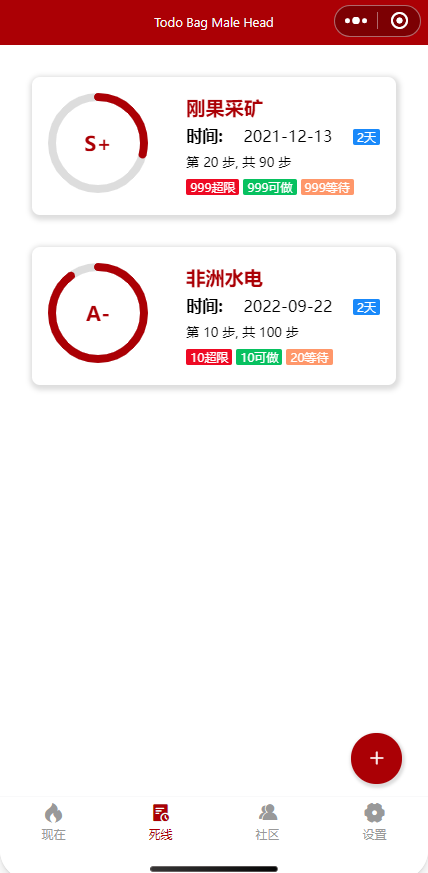 Todo Bag Male Head
S+
刚果采矿
时间: 2021-12-13 2天
第 20 步, 共 90 步
999超限 999可做 999等待
A-
非洲水电
时间: 2022-09-22 2天
第 10 步, 共 100 步
10超限 10可做 20等待
+
现在 死线 社区 设置